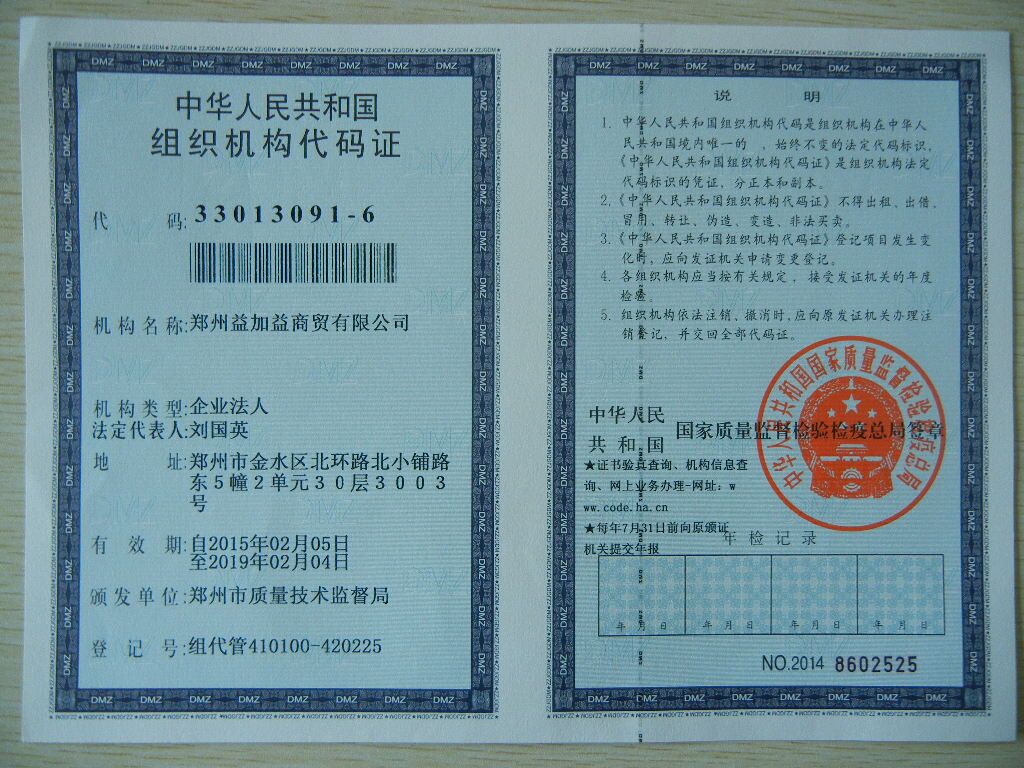 中华人民共和国
组织机构代码证
代 码: 33013091-6
机构名称: 郑州益加益商贸有限公司
机构类型: 企业法人
法定代表人: 刘国英
地 址: 郑州市金水区北环路北小铺路
东5幢2单元30层3003
号
有 效 期: 自2015年02月05日
至2019年02月04日
颁发单位: 郑州市质量技术监督局
登 记 号: 组代管410100-420225
说 明
1. 中华人民共和国组织机构代码是组织机构在中华人
民共和国境内唯一的 、始终不变的法定代码标识,
《中华人民共和国组织机构代码证》是组织机构法定
代码标识的凭证, 分正本和副本。
2.《中华人民共和国组织机构代码证》不得出租、出借、
冒用、转让、伪造、变造、非法买卖。
3.《中华人民共和国组织机构代码证》登记项目发生变
化时, 应向发证机关申请变更登记。
4. 各组织机构应当按有关规定, 接受发证机关的年度
检验。
5. 组织机构依法注销、撤消时, 应向原发证机关办理注
销登记, 并交回全部代码证。
中华人民
共 和 国 国家质量监督检验检疫总局签章
中华人民共和国国家质量监督检验检疫总局
★证书验真查询、机构信息查
询、网上业务办理-网址: w
ww.code.ha.cn
★每年7月31日前向原颁证
机关提交年报
年 检 记 录
年 月 日 年 月 日 年 月 日 年 月 日
NO.2014 8602525